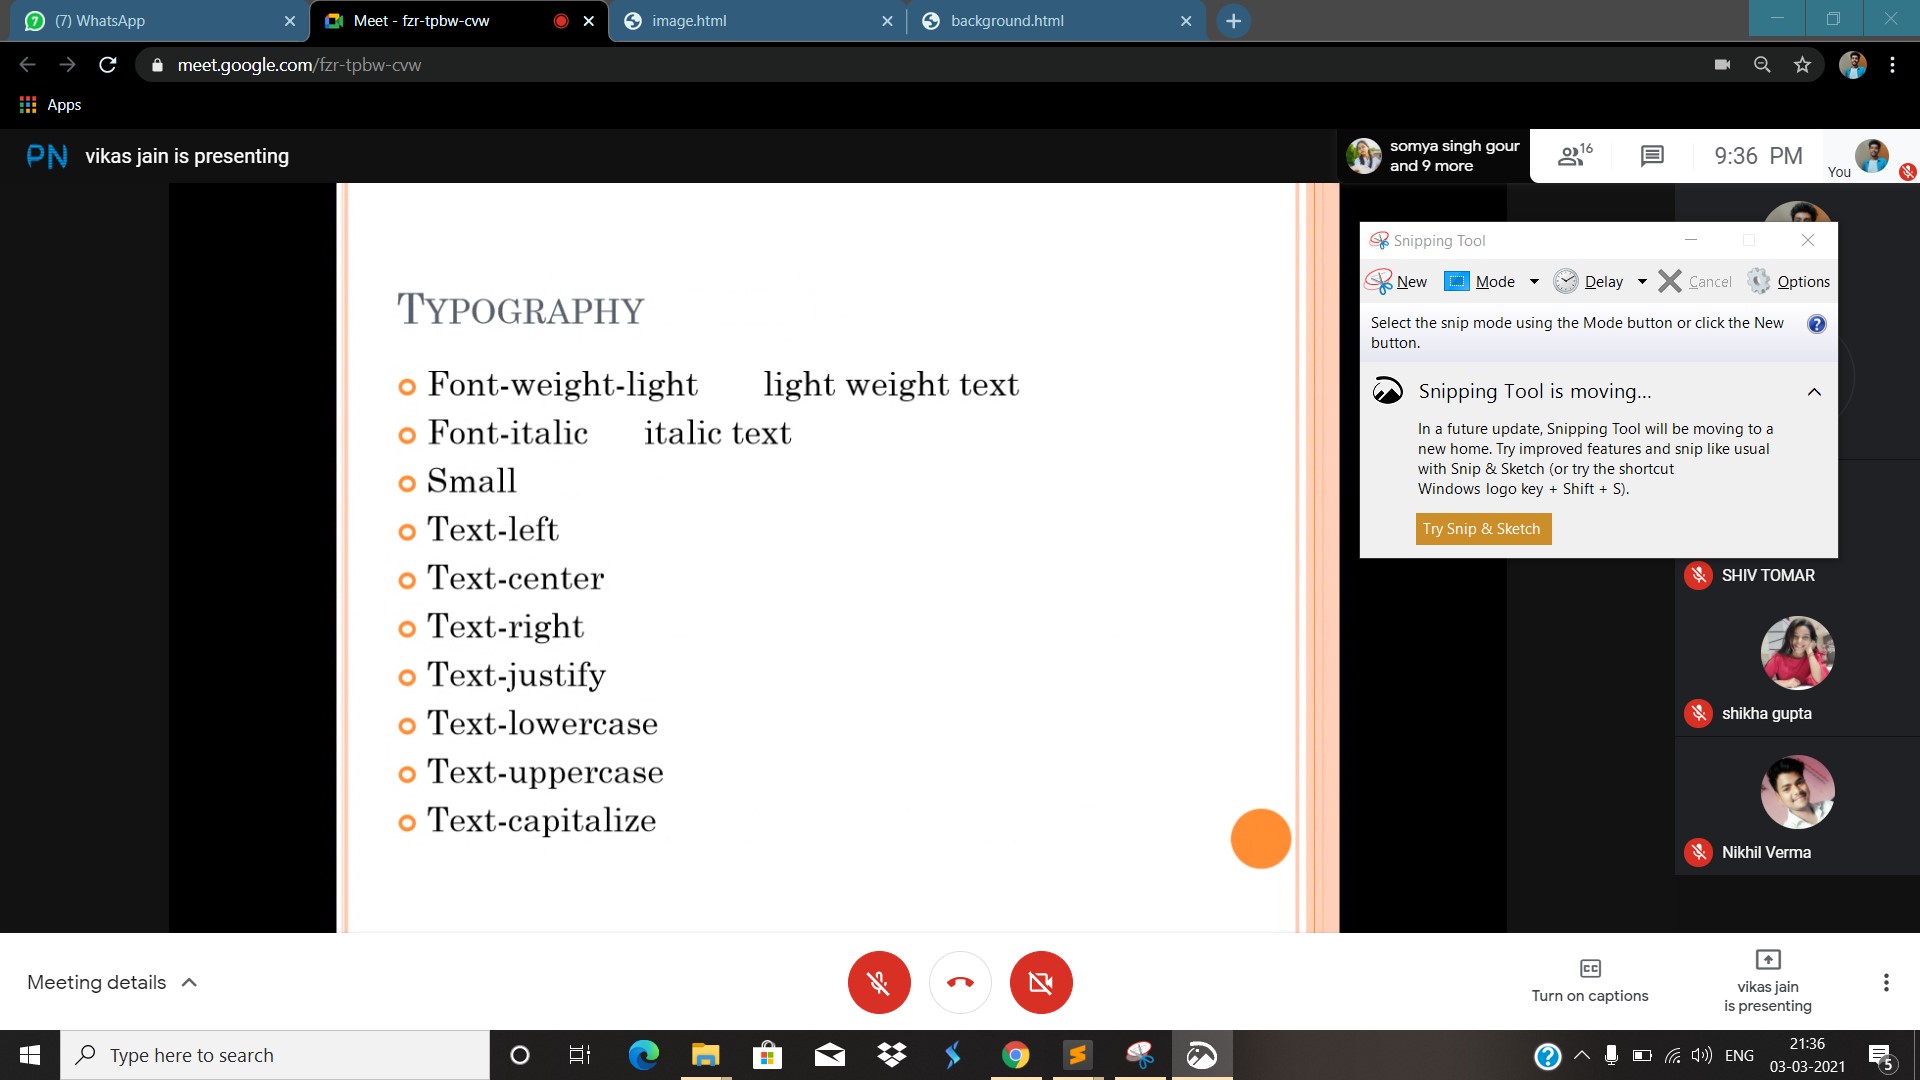 (7) WhatsApp
Meet - fzr-tpbw-cvw
image.html
background.html
meet.google.com/fzr-tpbw-cvw
Apps
PN vikas jain is presenting
somya singh gour
and 9 more
16
9:36 PM
You
TYPOGRAPHY
Font-weight-light light weight text
Font-italic italic text
Small
Text-left
Text-center
Text-right
Text-justify
Text-lowercase
Text-uppercase
Text-capitalize
Snipping Tool
New Mode Delay Cancel Options
Select the snip mode using the Mode button or click the New
button.
Snipping Tool is moving...
In a future update, Snipping Tool will be moving to a
new home. Try improved features and snip like usual
with Snip & Sketch (or try the shortcut
Windows logo key + Shift + S).
Try Snip & Sketch
SHIV TOMAR
shikha gupta
Nikhil Verma
Meeting details
Turn on captions
vikas jain
is presenting
Type here to search
ENG
21:36
03-03-2021
5